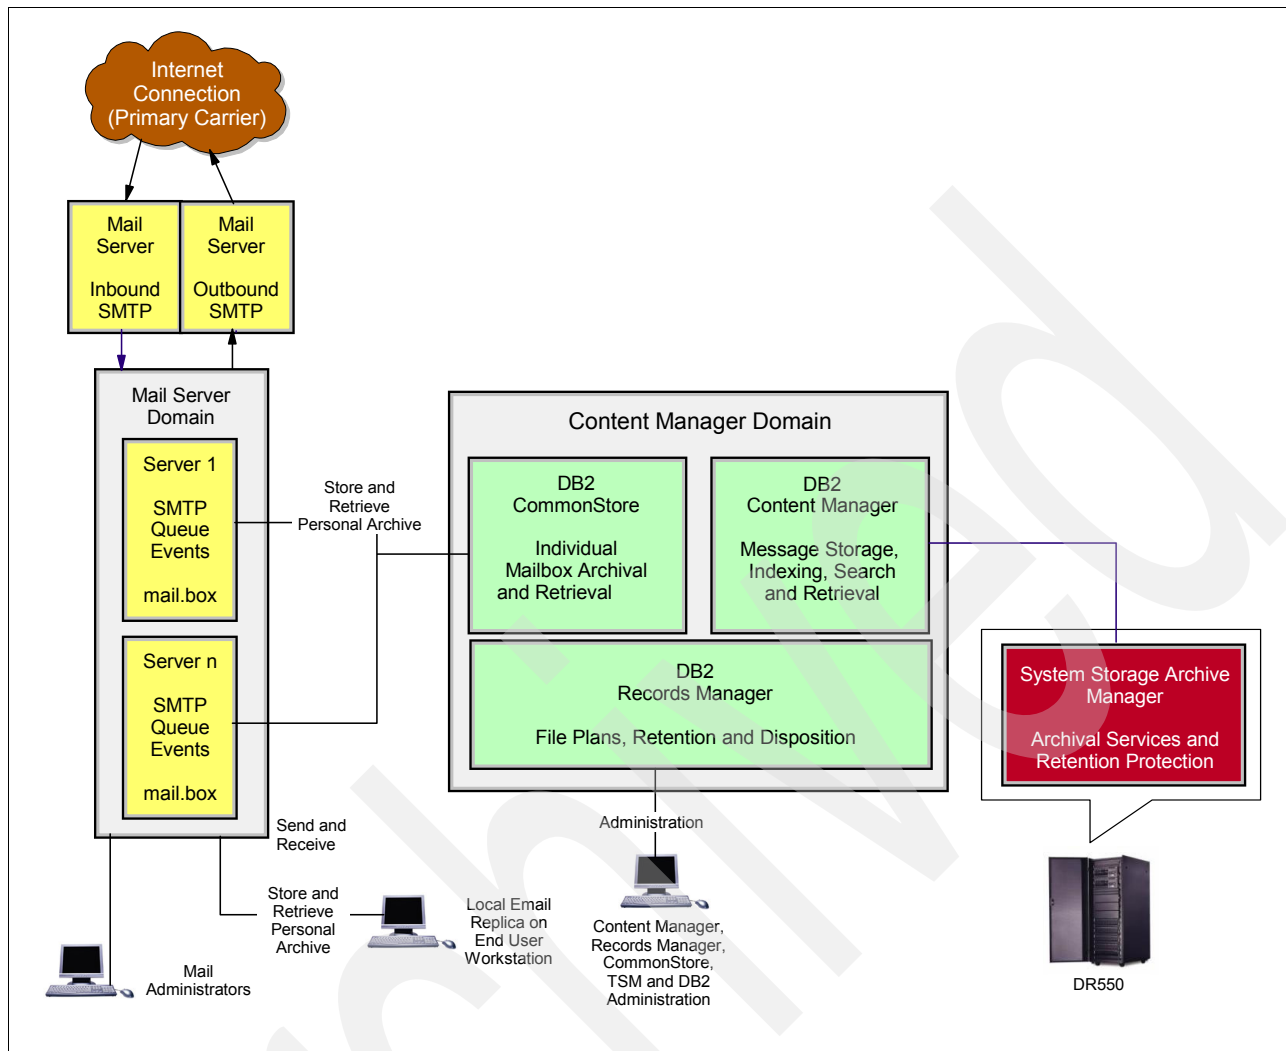 Internet
Connection
(Primary Carrier)
Mail
Server
Inbound
SMTP
Mail
Server
Outbound
SMTP
Mail Server
Domain
Server 1
SMTP
Queue
Events
mail.box
Server n
SMTP
Queue
Events
mail.box
Store and
Retrieve
Personal Archive
Content Manager Domain
DB2
CommonStore
Individual
Mailbox Archival
and Retrieval
DB2
Content Manager
Message Storage,
Indexing, Search
and Retrieval
DB2
Records Manager
File Plans, Retention and Disposition
System Storage Archive
Manager
Archival Services and
Retention Protection
Send and
Receive
Store and
Retrieve
Personal
Archive
Local Email
Replica on
End User
Workstation
Mail
Administrators
Administration
Content Manager,
Records Manager,
CommonStore,
TSM and DB2
Administration
DR550
Archived